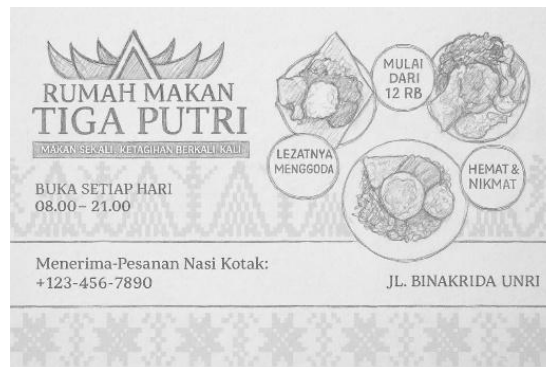 RUMAH MAKAN
TIGA PUTRI
MAKAN SEKALI, KETAGIHAN BERKALI-KALI
BUKA SETIAP HARI
08.00 – 21.00
MULAI
DARI
12 RB
LEZATNYA
MENGGODA
HEMAT &
NIKMAT
Menerima-Pesanan Nasi Kotak:
+123-456-7890
JL. BINAKRIDA UNRI